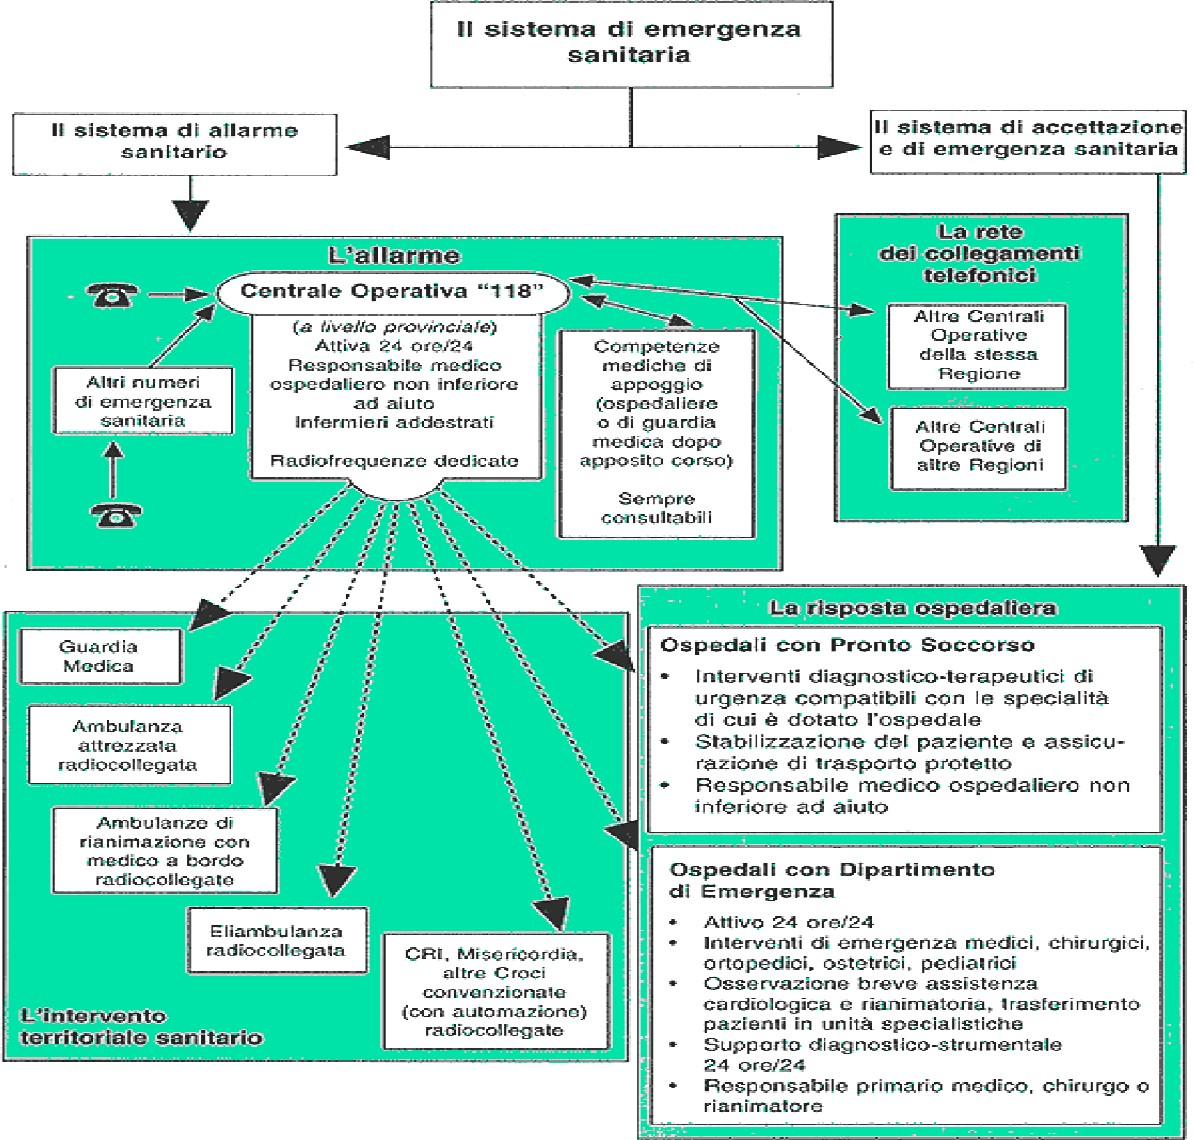 Il sistema di emergenza
sanitaria
Il sistema di allarme
sanitario
Il sistema di accettazione
e di emergenza sanitaria
L'allarme
Centrale Operativa "118"
(a livello provinciale)
Attiva 24 ore/24
Responsabile medico
ospedaliero non inferiore
ad aiuto
Infermieri addestrati
Radiofrequenze dedicate
Altri numeri
di emergenza
sanitaria
Competenze
mediche di
appoggio
(ospedaliere
o di guardia
medica dopo
apposito corso)
Sempre
consultabili
La rete
dei collegamenti
telefonici
Altre Centrali
Operative
della stessa
Regione
Altre Centrali
Operative di
altre Regioni
Guardia
Medica
Ambulanza
attrezzata
radiocollegata
Ambulanze di
rianimazione con
medico a bordo
radiocollegate
Eliambulanza
radiocollegata
CRI, Misericordia,
altre Croci
convenzionate
(con automazione)
radiocollegate
L'intervento
territoriale sanitario
La risposta ospedaliera
Ospedali con Pronto Soccorso
• Interventi diagnostico-terapeutici di
urgenza compatibili con le specialità
di cui è dotato l'ospedale
• Stabilizzazione del paziente e assicu-
razione di trasporto protetto
• Responsabile medico ospedaliero non
inferiore ad aiuto
Ospedali con Dipartimento
di Emergenza
• Attivo 24 ore/24
• Interventi di emergenza medici, chirurgici,
ortopedici, ostetrici, pediatrici
• Osservazione breve assistenza
cardiologica e rianimatoria, trasferimento
pazienti in unità specialistiche
• Supporto diagnostico-strumentale
24 ore/24
• Responsabile primario medico, chirurgo o
rianimatore